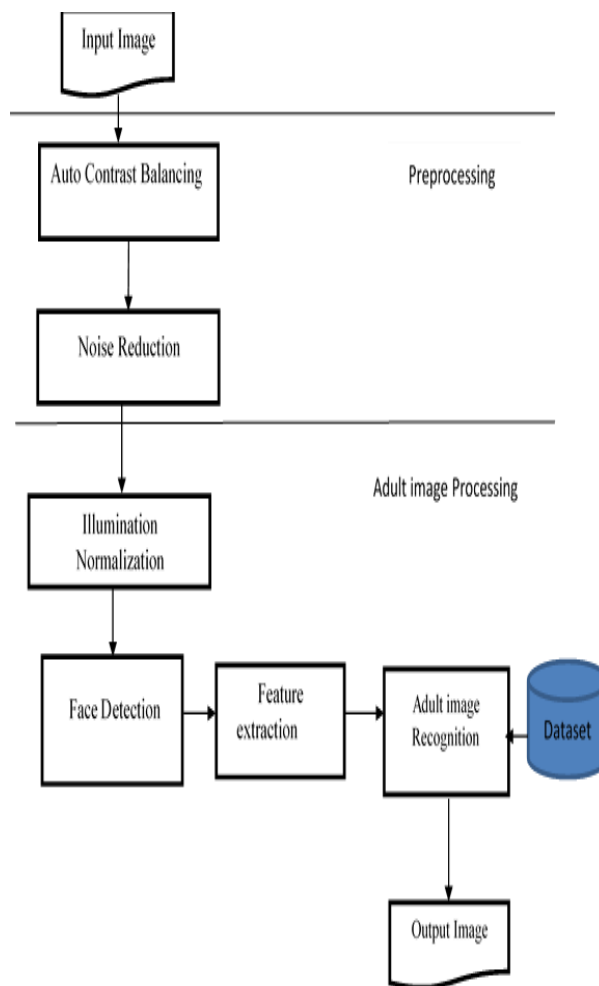 Input Image
Auto Contrast Balancing
Preprocessing
Noise Reduction
Adult image Processing
Illumination
Normalization
Face Detection
Feature
extraction
Adult image
Recognition
Dataset
Output Image